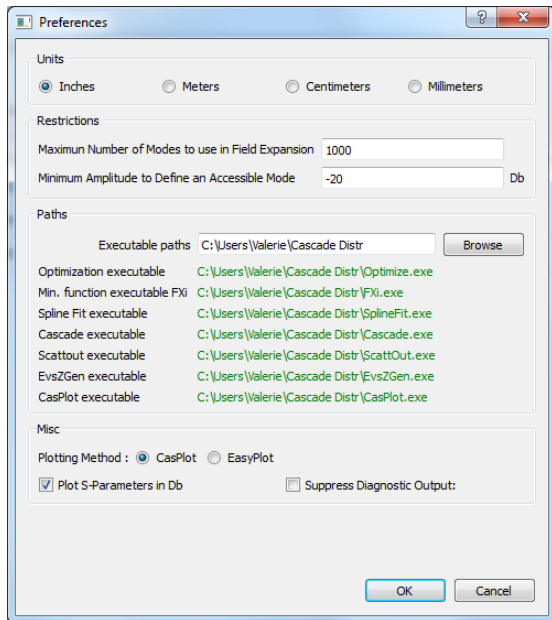 Preferences
Units
Inches Meters Centimeters Millimeters
Restrictions
Maximun Number of Modes to use in Field Expansion 1000
Minimum Amplitude to Define an Accessible Mode -20 Db
Paths
Executable paths C:\Users\Valerie\Cascade Distr Browse
Optimization executable C:\Users\Valerie\Cascade Distr\Optimize.exe
Min. function executable FXi C:\Users\Valerie\Cascade Distr\FXi.exe
Spline Fit executable C:\Users\Valerie\Cascade Distr\SplineFit.exe
Cascade executable C:\Users\Valerie\Cascade Distr\Cascade.exe
Scattout executable C:\Users\Valerie\Cascade Distr\ScattOut.exe
EvsZGen executable C:\Users\Valerie\Cascade Distr\EvsZGen.exe
CasPlot executable C:\Users\Valerie\Cascade Distr\CasPlot.exe
Misc
Plotting Method : CasPlot EasyPlot
Plot S-Parameters in Db Suppress Diagnostic Output:
OK Cancel